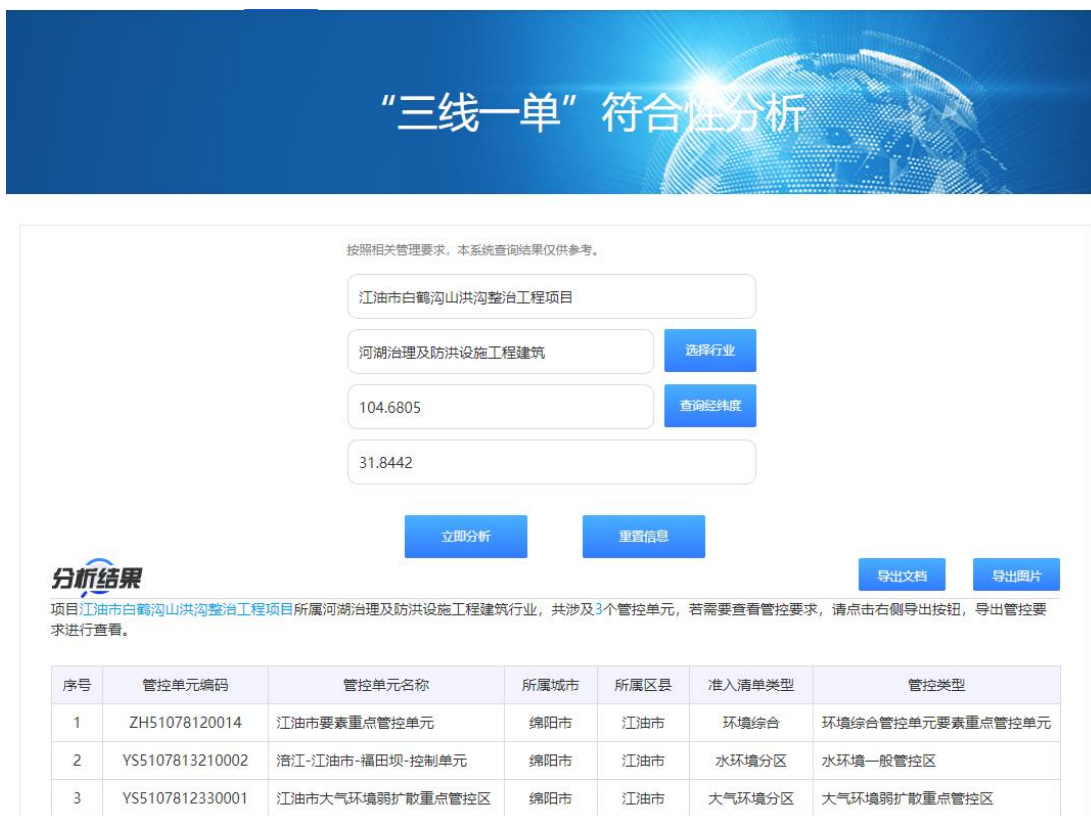 “三线一单”符合性分析
按照相关管理要求，本系统查询结果仅供参考。
江油市白鹤沟山洪沟整治工程项目
河湖治理及防洪设施工程建筑 选择行业
104.6805 查询经纬度
31.8442
立即分析 重置信息
分析结果 导出文档 导出图片
项目江油市白鹤沟山洪沟整治工程项目所属河湖治理及防洪设施工程建筑行业，共涉及3个管控单元，若需要查看管控要求，请点击右侧导出按钮，导出管控要
求进行查看。
序号 管控单元编码 管控单元名称 所属城市 所属区县 准入清单类型 管控类型
1 ZH51078120014 江油市要素重点管控单元 绵阳市 江油市 环境综合 环境综合管控单元要素重点管控单元
2 YS5107813210002 涪江-江油市-福田坝-控制单元 绵阳市 江油市 水环境分区 水环境一般管控区
3 YS5107812330001 江油市大气环境弱扩散重点管控区 绵阳市 江油市 大气环境分区 大气环境弱扩散重点管控区